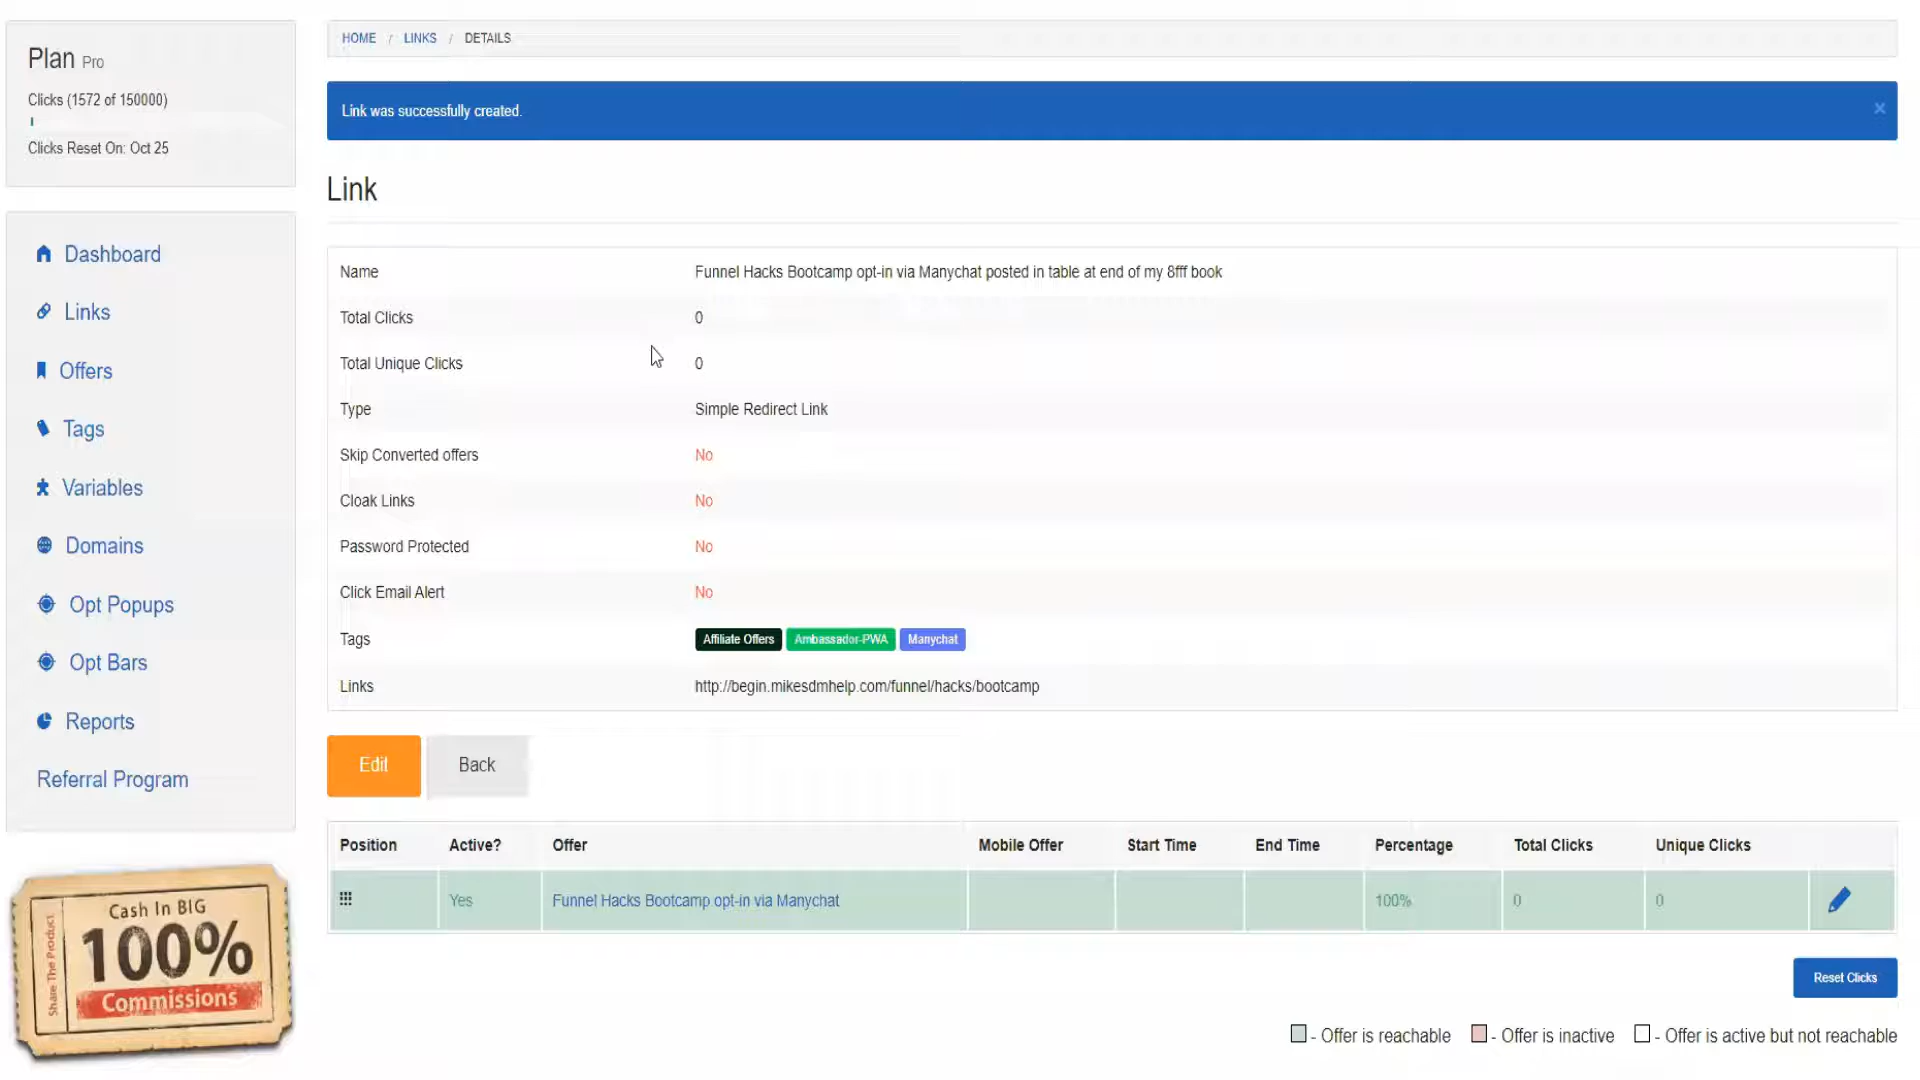 Plan Pro
Clicks (1572 of 150000)
Clicks Reset On: Oct 25
Dashboard
Links
Offers
Tags
Variables
Domains
Opt Popups
Opt Bars
Reports
Referral Program
Share The Product
Cash In BIG
100%
Commissions
HOME / LINKS / DETAILS
Link was successfully created.
×
Link
Name Funnel Hacks Bootcamp opt-in via Manychat posted in table at end of my 8fff book
Total Clicks 0
Total Unique Clicks 0
Type Simple Redirect Link
Skip Converted offers No
Cloak Links No
Password Protected No
Click Email Alert No
Tags Affiliate Offers Ambassador-PWA Manychat
Links http://begin.mikesdmhelp.com/funnel/hacks/bootcamp
Edit Back
Position Active? Offer Mobile Offer Start Time End Time Percentage Total Clicks Unique Clicks
Yes Funnel Hacks Bootcamp opt-in via Manychat 100% 0 0
Reset Clicks
- Offer is reachable - Offer is inactive - Offer is active but not reachable